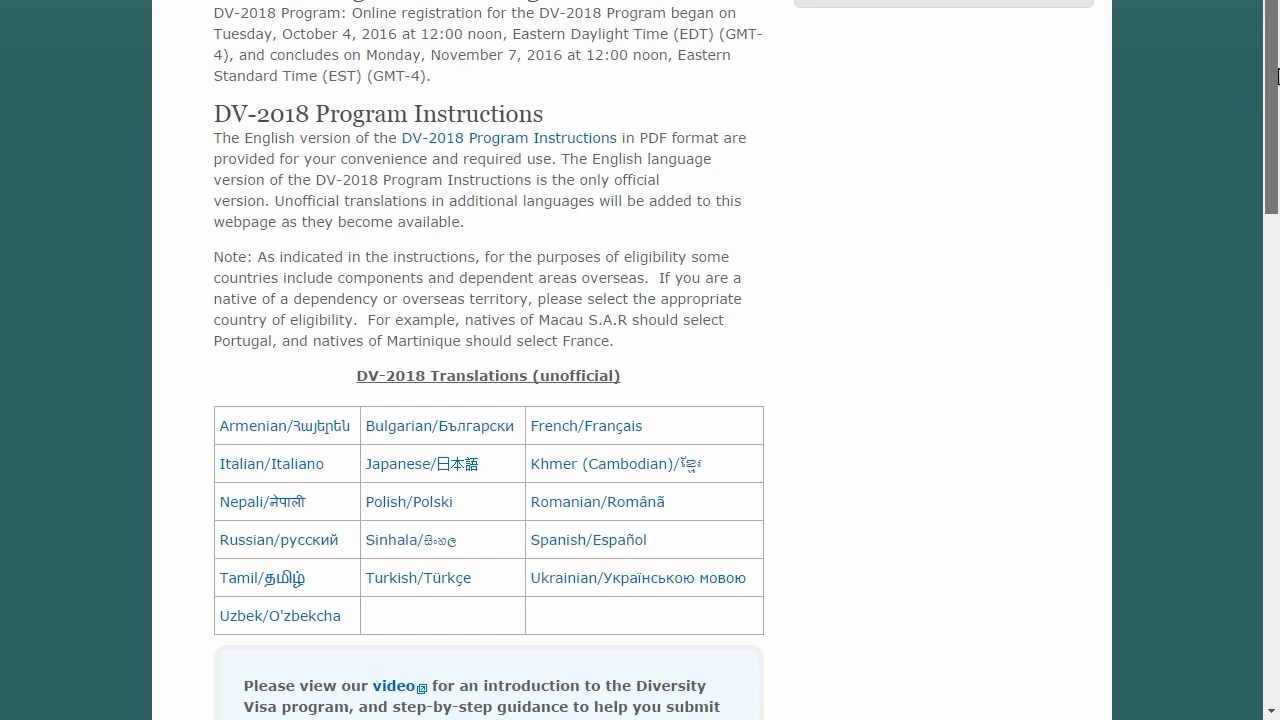 DV-2018 Program: Online registration for the DV-2018 Program began on
Tuesday, October 4, 2016 at 12:00 noon, Eastern Daylight Time (EDT) (GMT-
4), and concludes on Monday, November 7, 2016 at 12:00 noon, Eastern
Standard Time (EST) (GMT-4).
DV-2018 Program Instructions
The English version of the DV-2018 Program Instructions in PDF format are
provided for your convenience and required use. The English language
version of the DV-2018 Program Instructions is the only official
version. Unofficial translations in additional languages will be added to this
webpage as they become available.
Note: As indicated in the instructions, for the purposes of eligibility some
countries include components and dependent areas overseas.  If you are a
native of a dependency or overseas territory, please select the appropriate
country of eligibility.  For example, natives of Macau S.A.R should select
Portugal, and natives of Martinique should select France.
DV-2018 Translations (unofficial)
Armenian/Հայերեն Bulgarian/Български French/Français
Italian/Italiano Japanese/日本語 Khmer (Cambodian)/ខ្មែរ
Nepali/नेपाली Polish/Polski Romanian/Română
Russian/русский Sinhala/සිංහල Spanish/Español
Tamil/தமிழ் Turkish/Türkçe Ukrainian/Українською мовою
Uzbek/O'zbekcha
Please view our video for an introduction to the Diversity
Visa program, and step-by-step guidance to help you submit